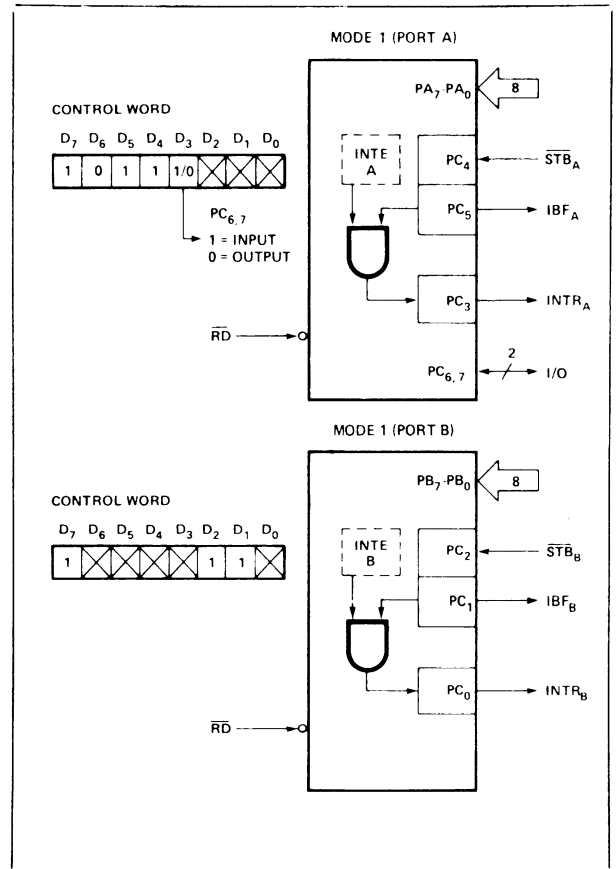 MODE 1 (PORT A)
PA7-PA0
8
CONTROL WORD
D7 D6 D5 D4 D3 D2 D1 D0
1 0 1 1 1/0
PC6, 7
1 = INPUT
0 = OUTPUT
INTE
A
PC4
STBA
PC5
IBFA
PC3
INTRA
RD
PC6, 7
2
I/O
MODE 1 (PORT B)
PB7-PB0
8
CONTROL WORD
D7 D6 D5 D4 D3 D2 D1 D0
1 1 1
INTE
B
PC2
STBB
PC1
IBFB
PC0
INTRB
RD